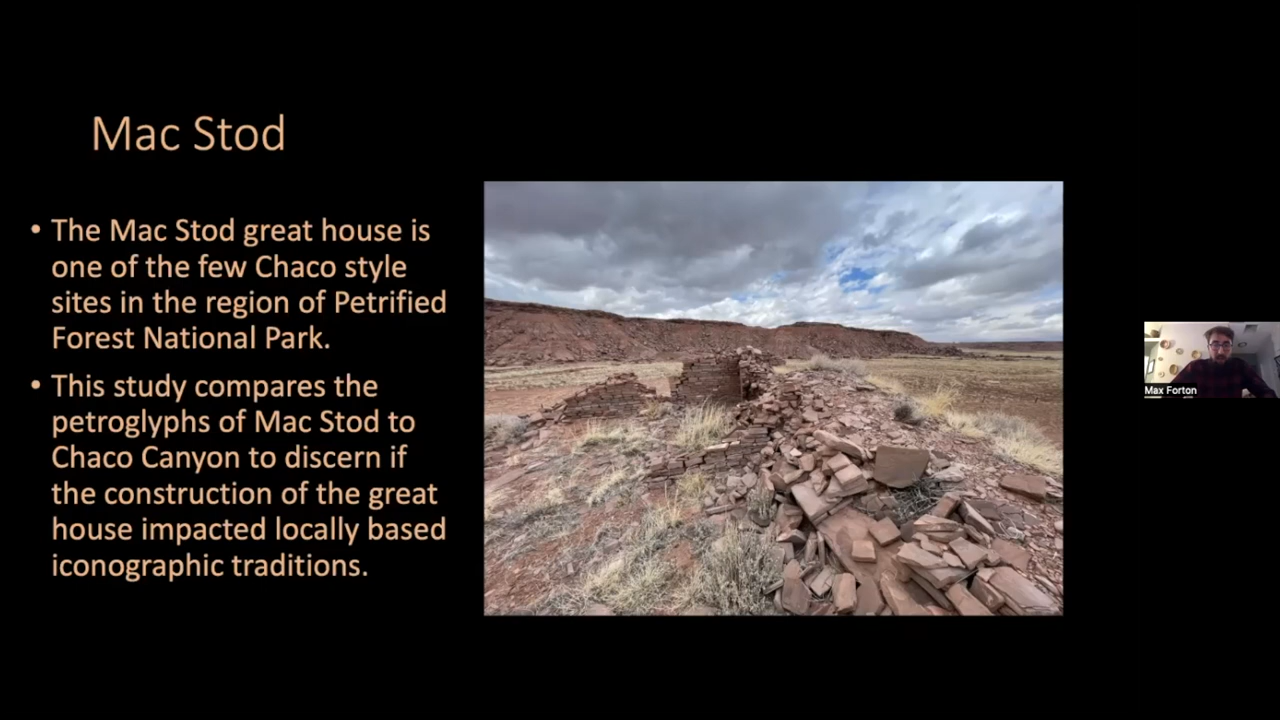 Mac Stod
• The Mac Stod great house is
one of the few Chaco style
sites in the region of Petrified
Forest National Park.
• This study compares the
petroglyphs of Mac Stod to
Chaco Canyon to discern if
the construction of the great
house impacted locally based
iconographic traditions.
Max Forton